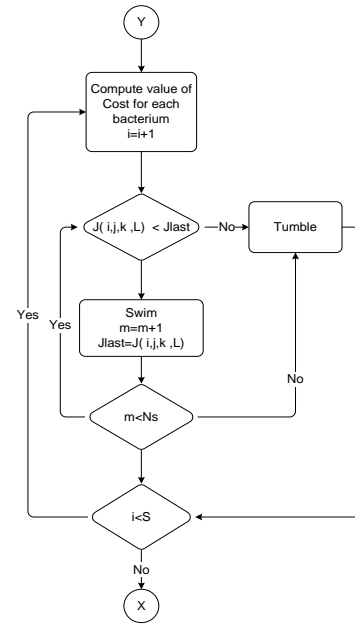 Y
Compute value of
Cost for each
bacterium
i=i+1
J( i,j,k ,L) < Jlast
No
Tumble
Swim
m=m+1
Jlast=J( i,j,k ,L)
Yes
Yes
No
m<Ns
i<S
No
X